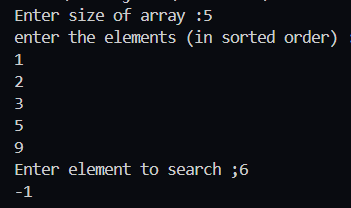 Enter size of array :5
enter the elements (in sorted order) :
1
2
3
5
9
Enter element to search ;6
-1